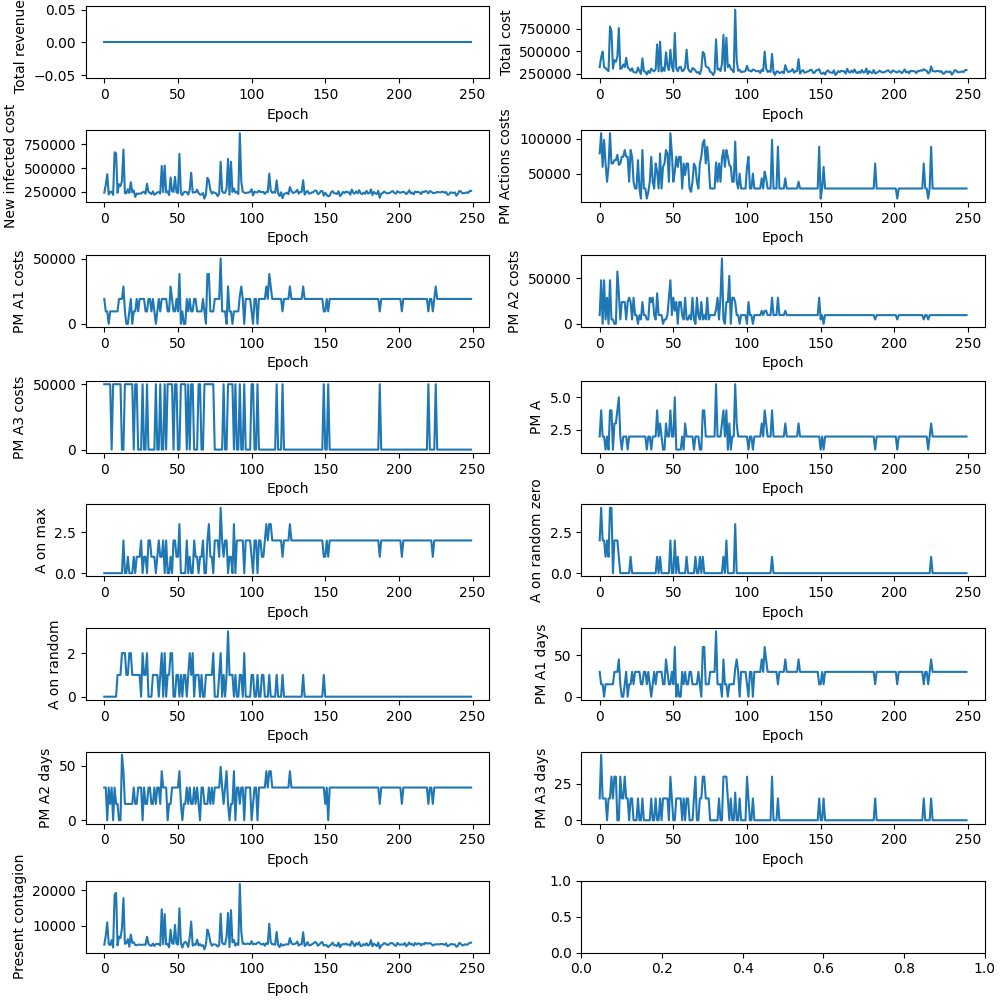 Total revenue
0.05
0.00
−0.05
0 50 100 150 200 250
Epoch
Total cost
750000
500000
250000
0 50 100 150 200 250
Epoch
New infected cost
750000
500000
250000
0 50 100 150 200 250
Epoch
PM Actions costs
100000
50000
0 50 100 150 200 250
Epoch
PM A1 costs
50000
0
0 50 100 150 200 250
Epoch
PM A2 costs
50000
0
0 50 100 150 200 250
Epoch
PM A3 costs
50000
0
0 50 100 150 200 250
Epoch
PM A
5.0
2.5
0 50 100 150 200 250
Epoch
A on max
2.5
0.0
0 50 100 150 200 250
Epoch
A on random zero
2.5
0.0
0 50 100 150 200 250
Epoch
A on random
2
0
0 50 100 150 200 250
Epoch
PM A1 days
50
0
0 50 100 150 200 250
Epoch
PM A2 days
50
0
0 50 100 150 200 250
Epoch
PM A3 days
25
0
0 50 100 150 200 250
Epoch
Present contagion
20000
10000
0 50 100 150 200 250
Epoch
1.0
0.5
0.0
0.0 0.2 0.4 0.6 0.8 1.0